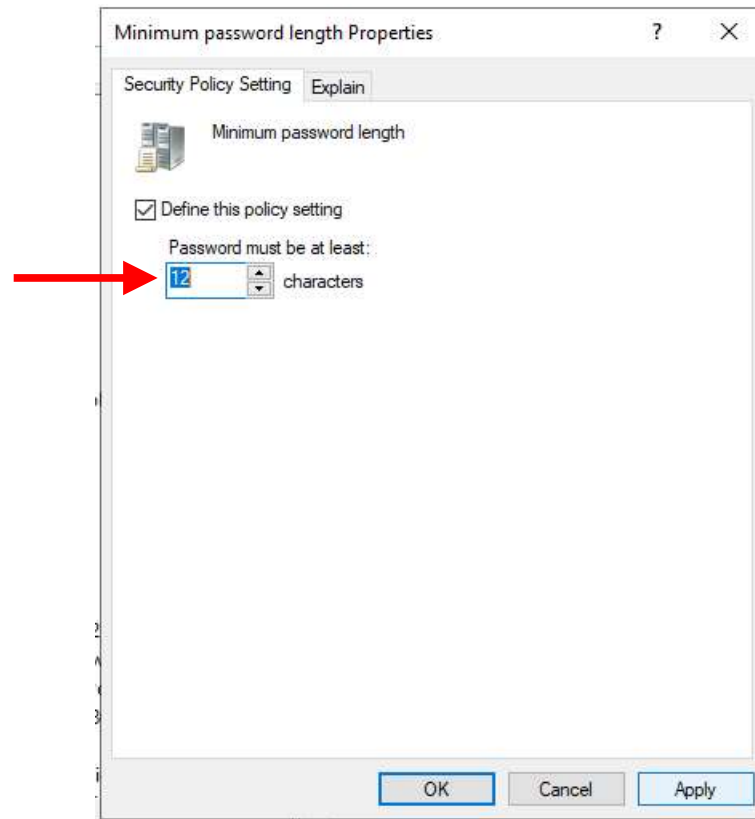 Minimum password length Properties
?
Security Policy Setting
Explain
Minimum password length
Define this policy setting
Password must be at least:
12
characters
OK
Cancel
Apply